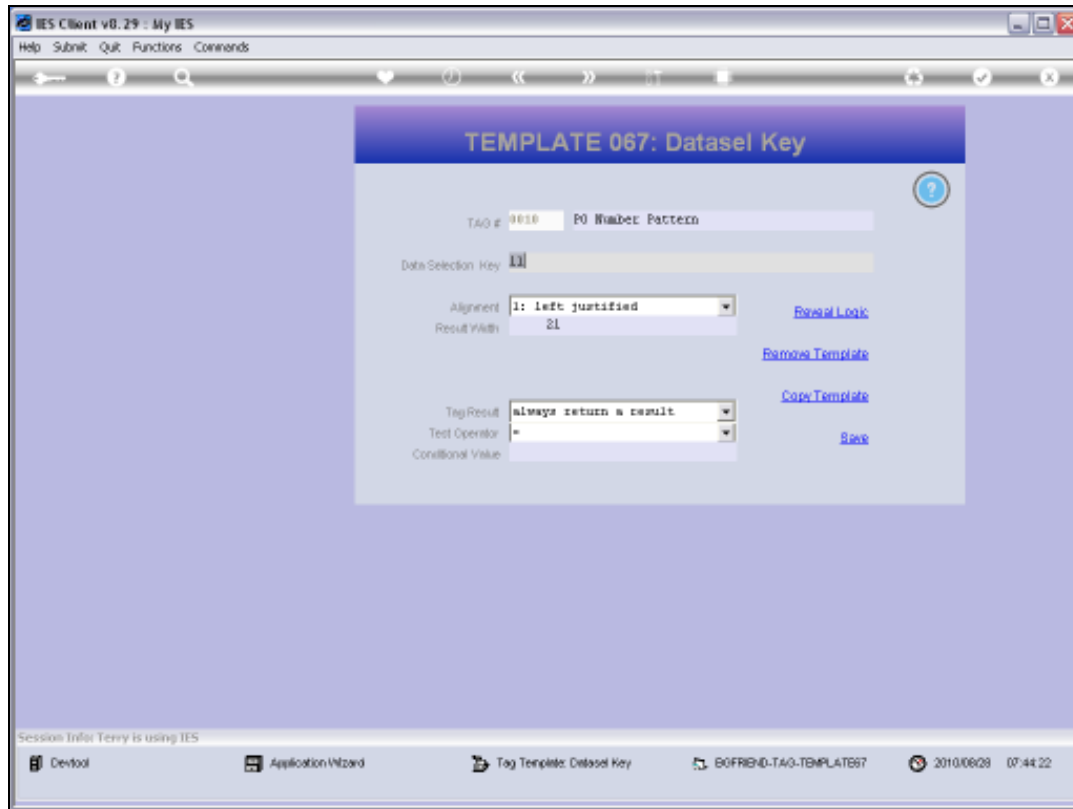 IES Client v8.29 : My IES
Help Submit Quit Functions Commands
TEMPLATE 067: Datasel Key
TAG # 0010 PO Number Pattern
Data Selection Key 11
Alignment 1: left justified
Reveal Logic
Result Width 21
Remove Template
Copy Template
Tag Result always return a result
Test Operator =
Save
Conditional Value
Session Info: Terry is using IES
Devtool Application Wizard Tag Template: Datasel Key BGFRIEND-TAG-TEMPLATE67 2010/08/28 07:44:22